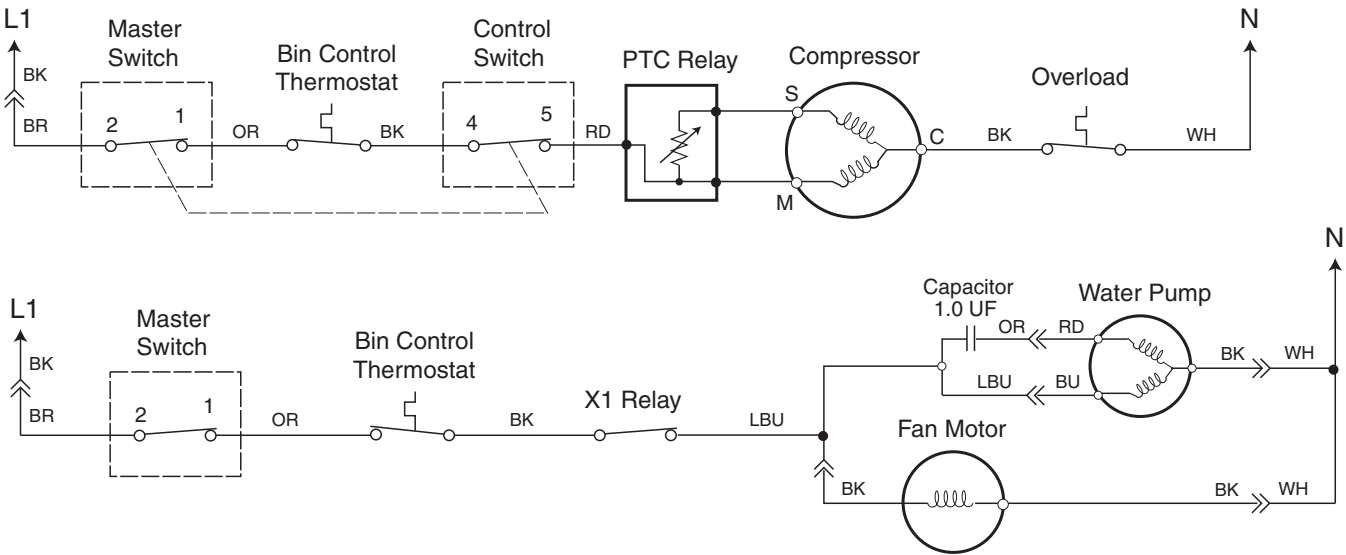 L1
Master
Switch
Bin Control
Thermostat
Control
Switch
PTC Relay
Compressor
Overload
N
BK
BR
2
1
OR
BK
4
5
RD
S
M
C
BK
WH
L1
Master
Switch
Bin Control
Thermostat
X1 Relay
Capacitor
1.0 UF
Water Pump
N
BK
BR
2
1
OR
BK
LBU
OR
RD
LBU
BU
BK
WH
Fan Motor
BK
BK
WH